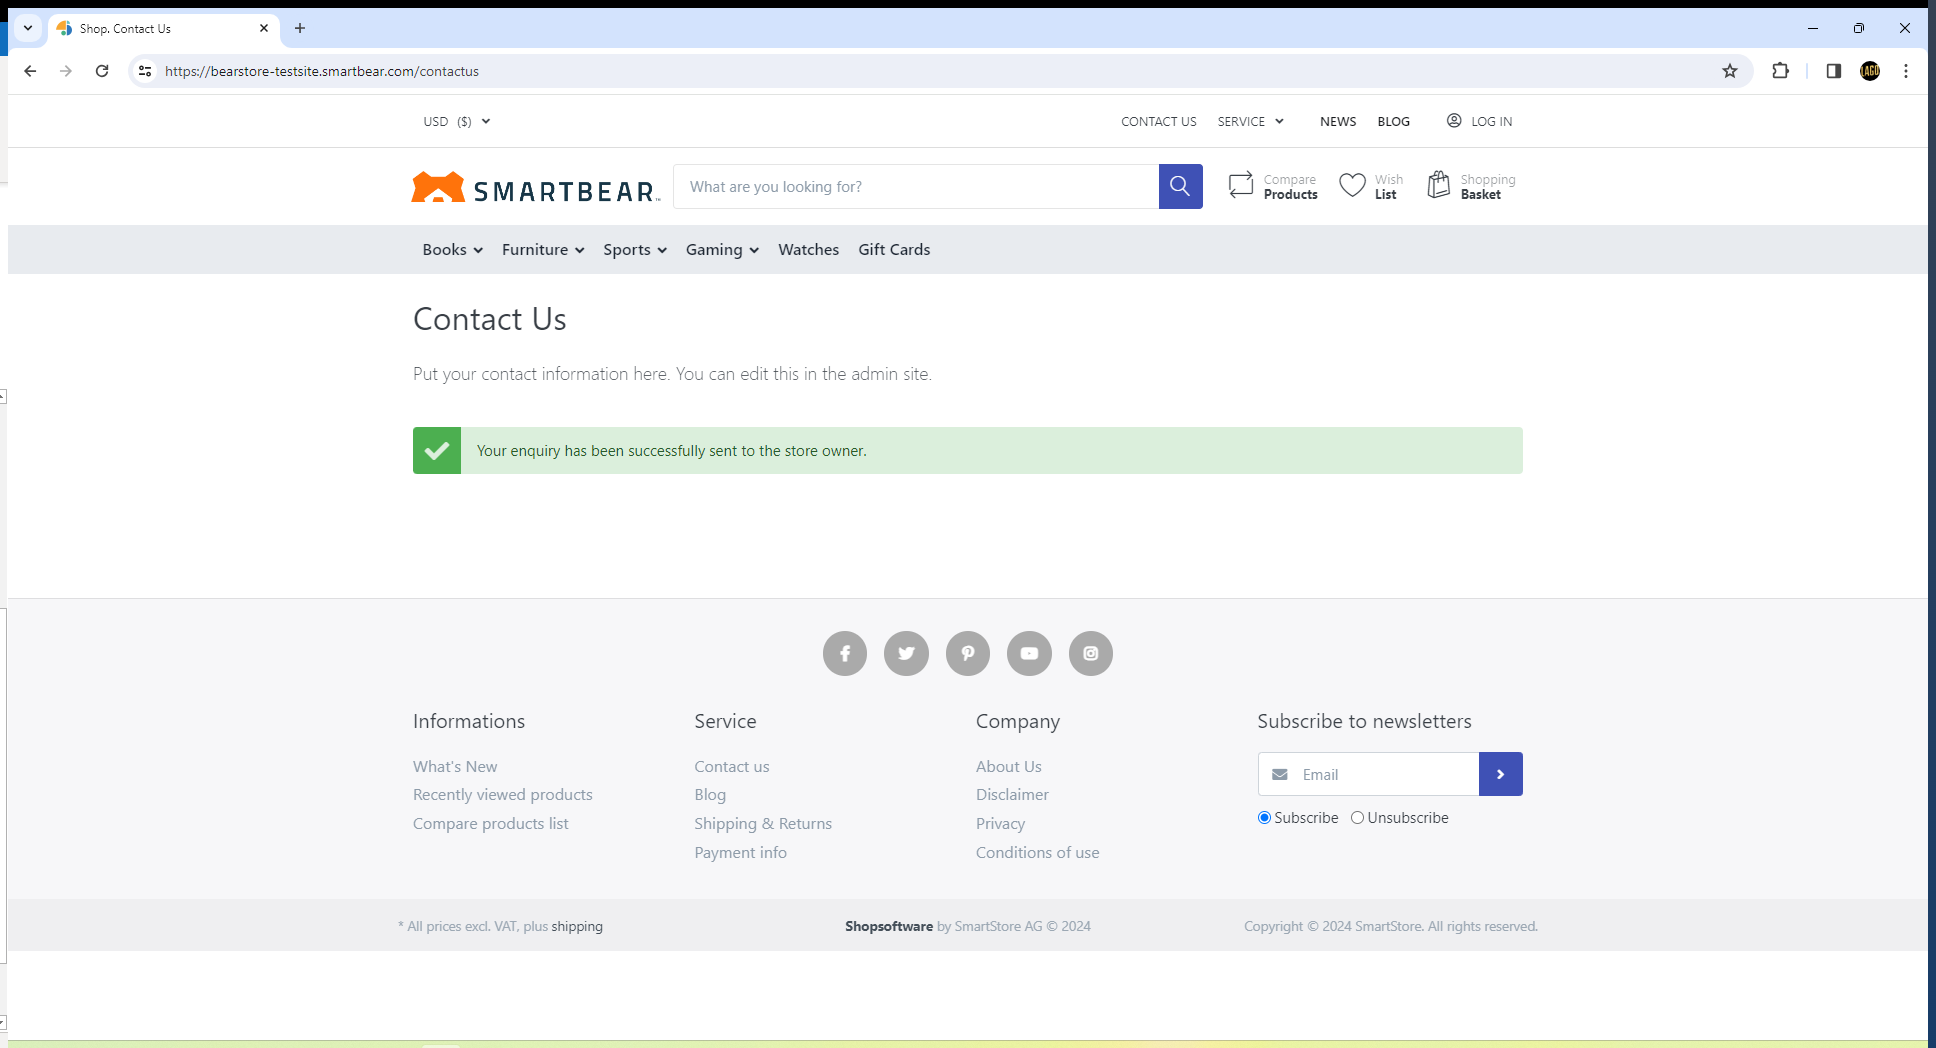 Shop. Contact Us
https://bearstore-testsite.smartbear.com/contactus
LAGO
USD ($)
CONTACT US SERVICE NEWS BLOG LOG IN
SMARTBEAR
What are you looking for?
Compare
Products
Wish
List
Shopping
Basket
Books Furniture Sports Gaming Watches Gift Cards
Contact Us
Put your contact information here. You can edit this in the admin site.
Your enquiry has been successfully sent to the store owner.
Informations
What's New
Recently viewed products
Compare products list
Service
Contact us
Blog
Shipping & Returns
Payment info
Company
About Us
Disclaimer
Privacy
Conditions of use
Subscribe to newsletters
Email
Subscribe Unsubscribe
* All prices excl. VAT, plus shipping
Shopsoftware by SmartStore AG © 2024
Copyright © 2024 SmartStore. All rights reserved.